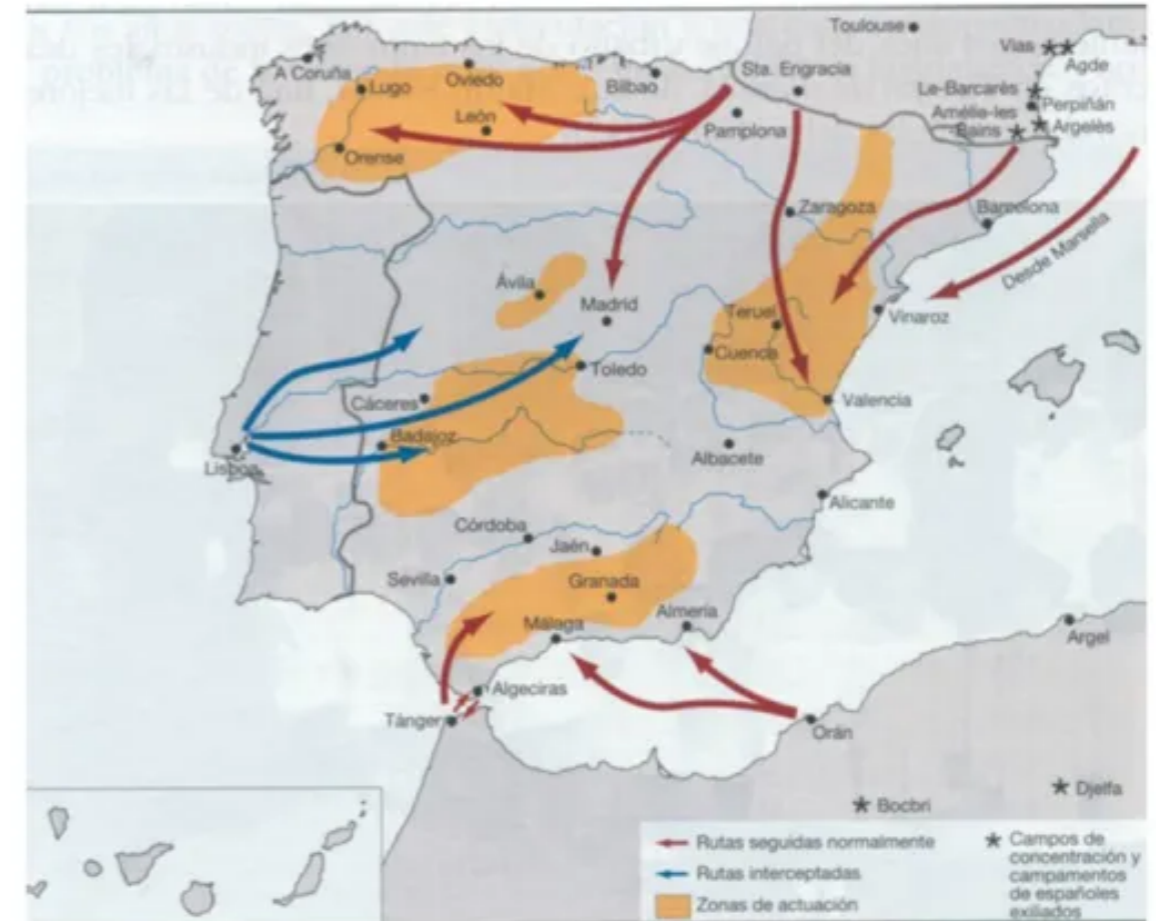 Toulouse
Vias
Agde
A Coruña
Lugo
Oviedo
Bilbao
Sta. Engracia
Le-Barcarès
Perpiñán
Amélie-les
Bains
Argelès
León
Pamplona
Orense
Zaragoza
Barcelona
Desde Marsella
Ávila
Madrid
Teruel
Vinaroz
Cuenca
Toledo
Cáceres
Valencia
Badajoz
Lisboa
Albacete
Alicante
Córdoba
Jaén
Sevilla
Granada
Almería
Málaga
Argel
Algeciras
Tánger
Orán
Djelfa
Bocbri
Rutas seguidas normalmente
Rutas interceptadas
Zonas de actuación
Campos de
concentración y
campamentos
de españoles
exiliados